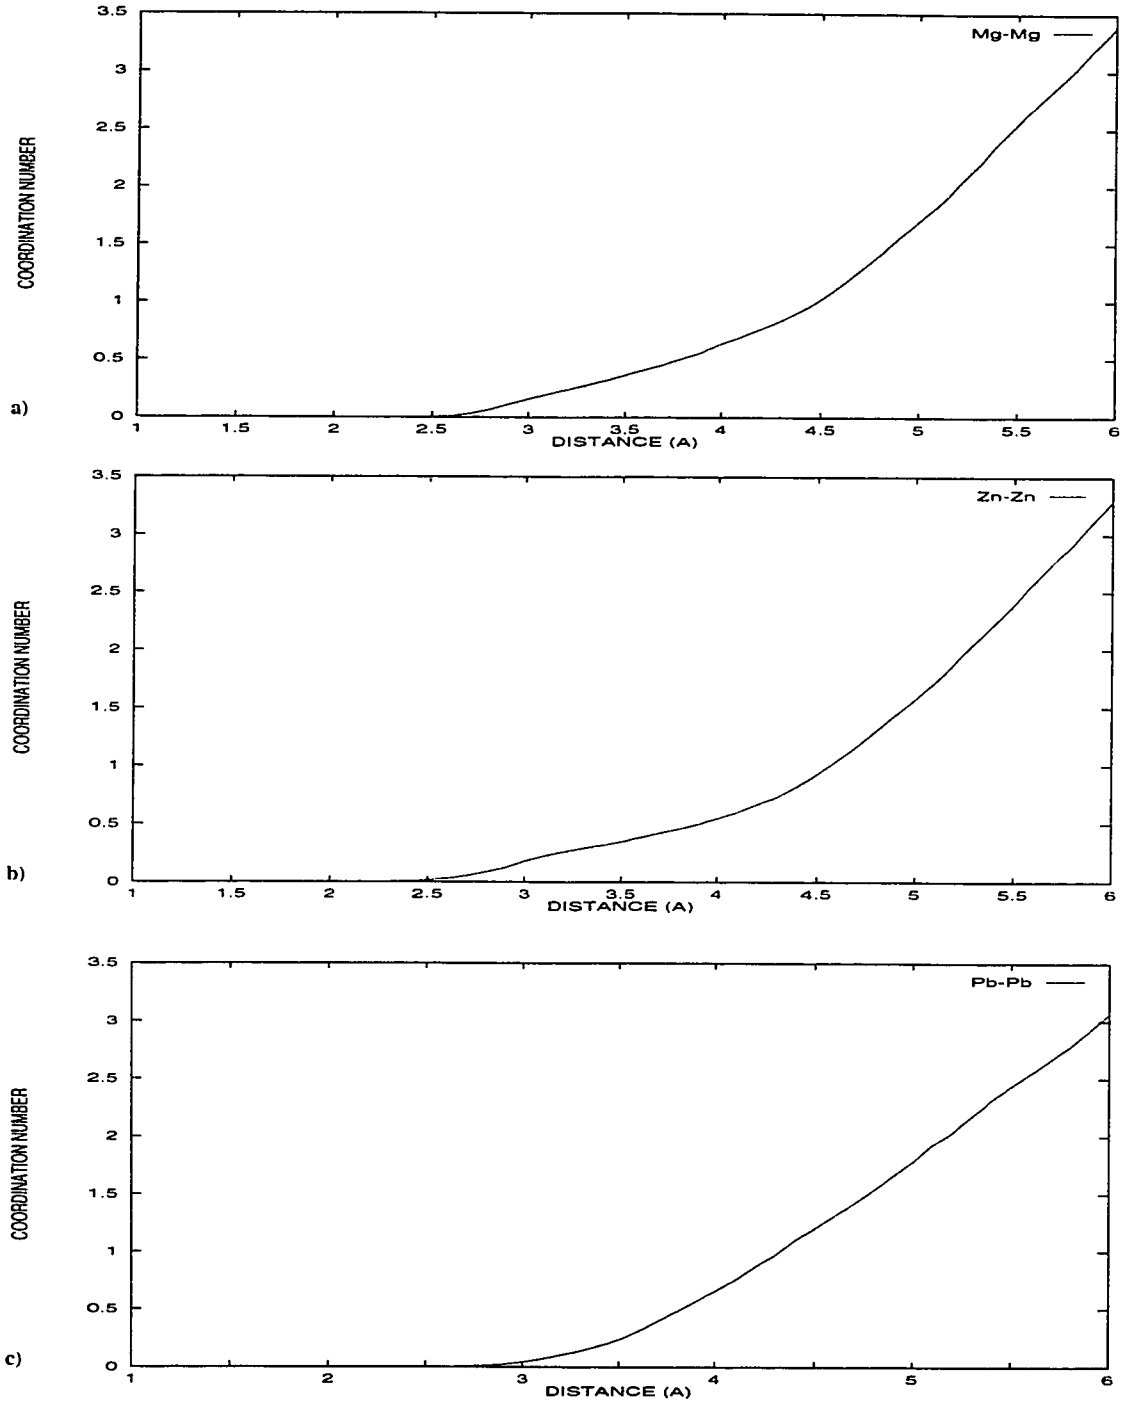 3.5
Mg-Mg
3
2.5
2
1.5
1
0.5
0
COORDINATION NUMBER
a)
1 1.5 2 2.5 3 3.5 4 4.5 5 5.5 6
DISTANCE (A)
3.5
Zn-Zn
3
2.5
2
1.5
1
0.5
0
COORDINATION NUMBER
b)
1 1.5 2 2.5 3 3.5 4 4.5 5 5.5 6
DISTANCE (A)
3.5
Pb-Pb
3
2.5
2
1.5
1
0.5
0
COORDINATION NUMBER
c)
1 2 3 4 5 6
DISTANCE (A)